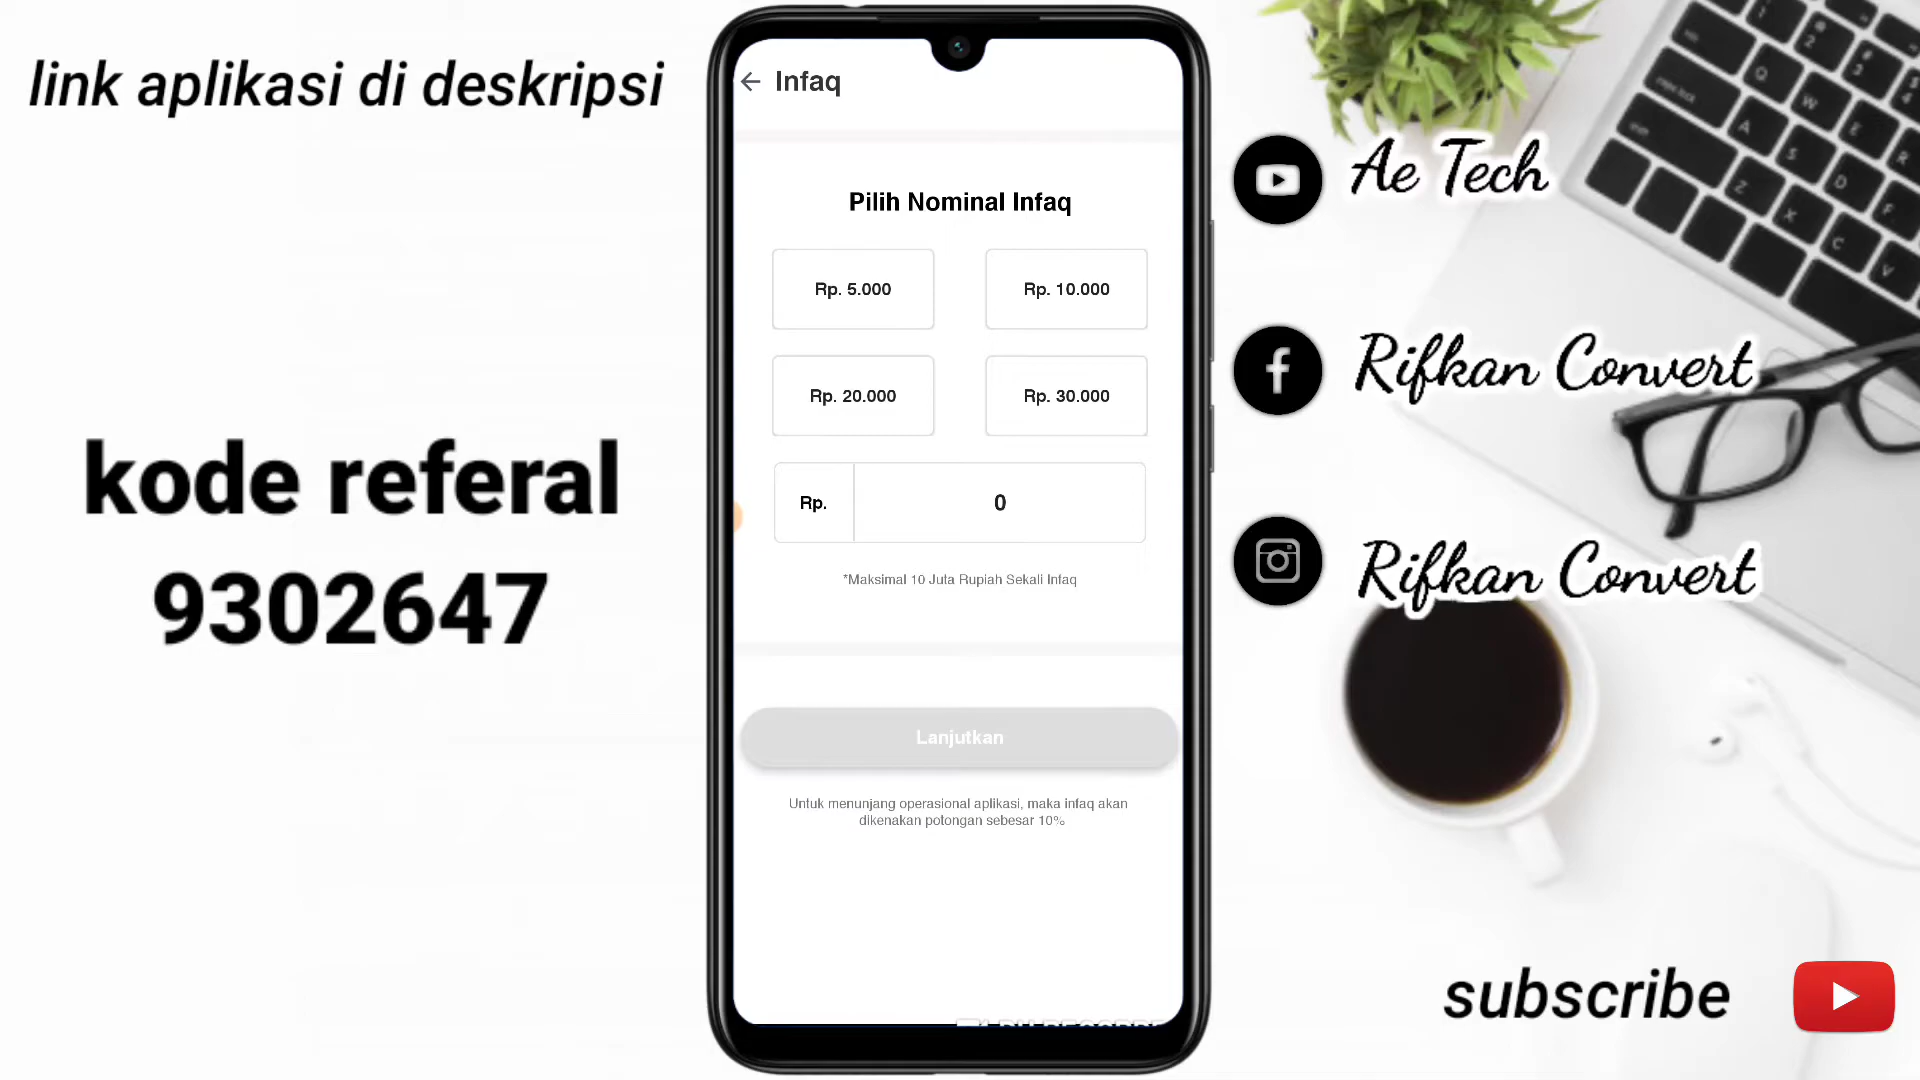 link aplikasi di deskripsi
kode referal
9302647
Infaq
Pilih Nominal Infaq
Rp. 5.000
Rp. 10.000
Rp. 20.000
Rp. 30.000
Rp.
0
*Maksimal 10 Juta Rupiah Sekali Infaq
Lanjutkan
Untuk menunjang operasional aplikasi, maka infaq akan
dikenakan potongan sebesar 10%
Ae Tech
Rifkan Convert
Rifkan Convert
subscribe